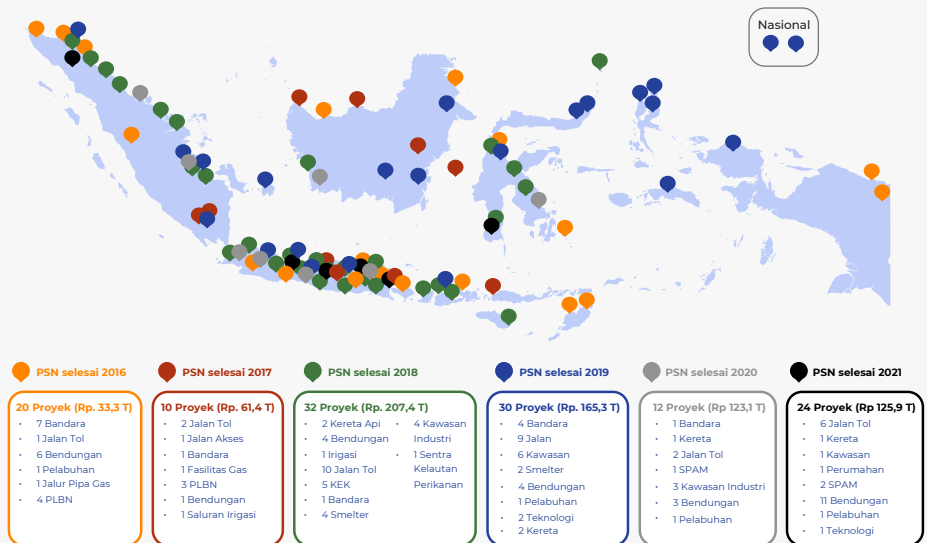 Nasional
PSN selesai 2016
20 Proyek (Rp. 33,3 T)
• 7 Bandara
• 1 Jalan Tol
• 6 Bendungan
• 1 Pelabuhan
• 1 Jalur Pipa Gas
• 4 PLBN
PSN selesai 2017
10 Proyek (Rp. 61,4 T)
• 2 Jalan Tol
• 1 Jalan Akses
• 1 Bandara
• 1 Fasilitas Gas
• 3 PLBN
• 1 Bendungan
• 1 Saluran Irigasi
PSN selesai 2018
32 Proyek (Rp. 207,4 T)
• 2 Kereta Api
• 4 Bendungan
• 1 Irigasi
• 10 Jalan Tol
• 5 KEK
• 1 Bandara
• 4 Smelter
• 4 Kawasan
Industri
• 1 Sentra
Kelautan
Perikanan
PSN selesai 2019
30 Proyek (Rp. 165,3 T)
• 4 Bandara
• 9 Jalan
• 6 Kawasan
• 2 Smelter
• 4 Bendungan
• 1 Pelabuhan
• 2 Teknologi
• 2 Kereta
PSN selesai 2020
12 Proyek (Rp 123,1 T)
• 1 Bandara
• 1 Kereta
• 2 Jalan Tol
• 1 SPAM
• 3 Kawasan Industri
• 3 Bendungan
• 1 Pelabuhan
PSN selesai 2021
24 Proyek (Rp 125,9 T)
• 6 Jalan Tol
• 1 Kereta
• 1 Kawasan
• 1 Perumahan
• 2 SPAM
• 11 Bendungan
• 1 Pelabuhan
• 1 Teknologi